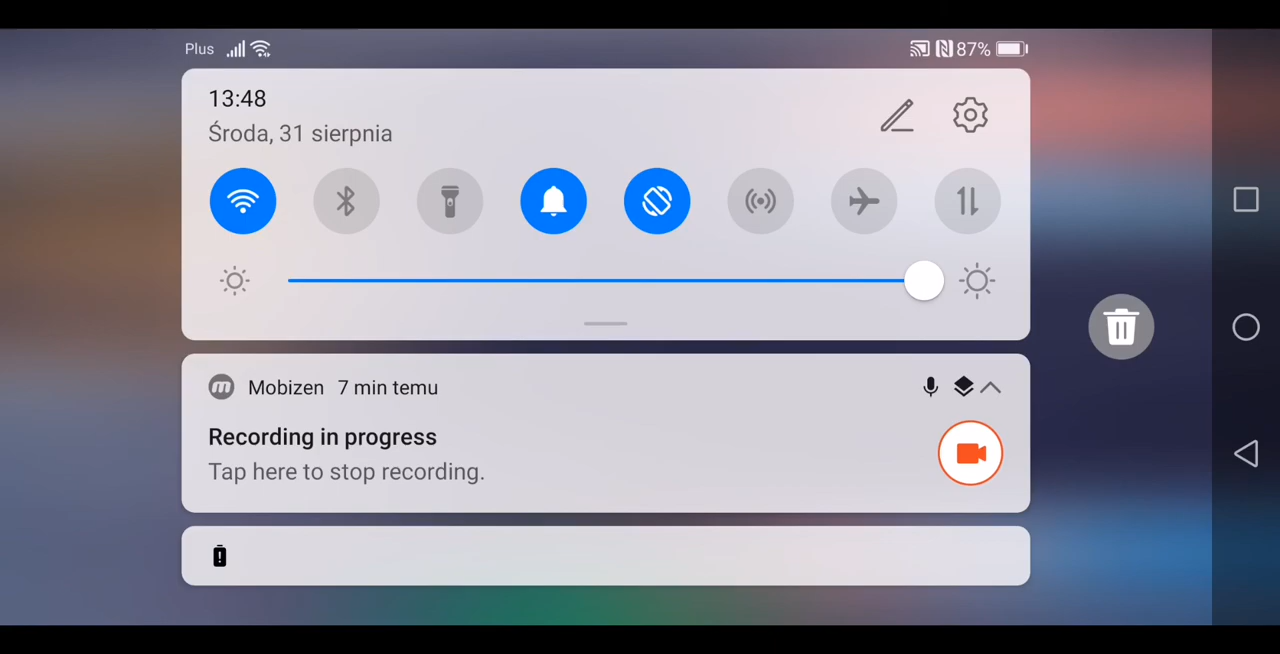 Plus 87%
13:48
Środa, 31 sierpnia
Mobizen 7 min temu
Recording in progress
Tap here to stop recording.